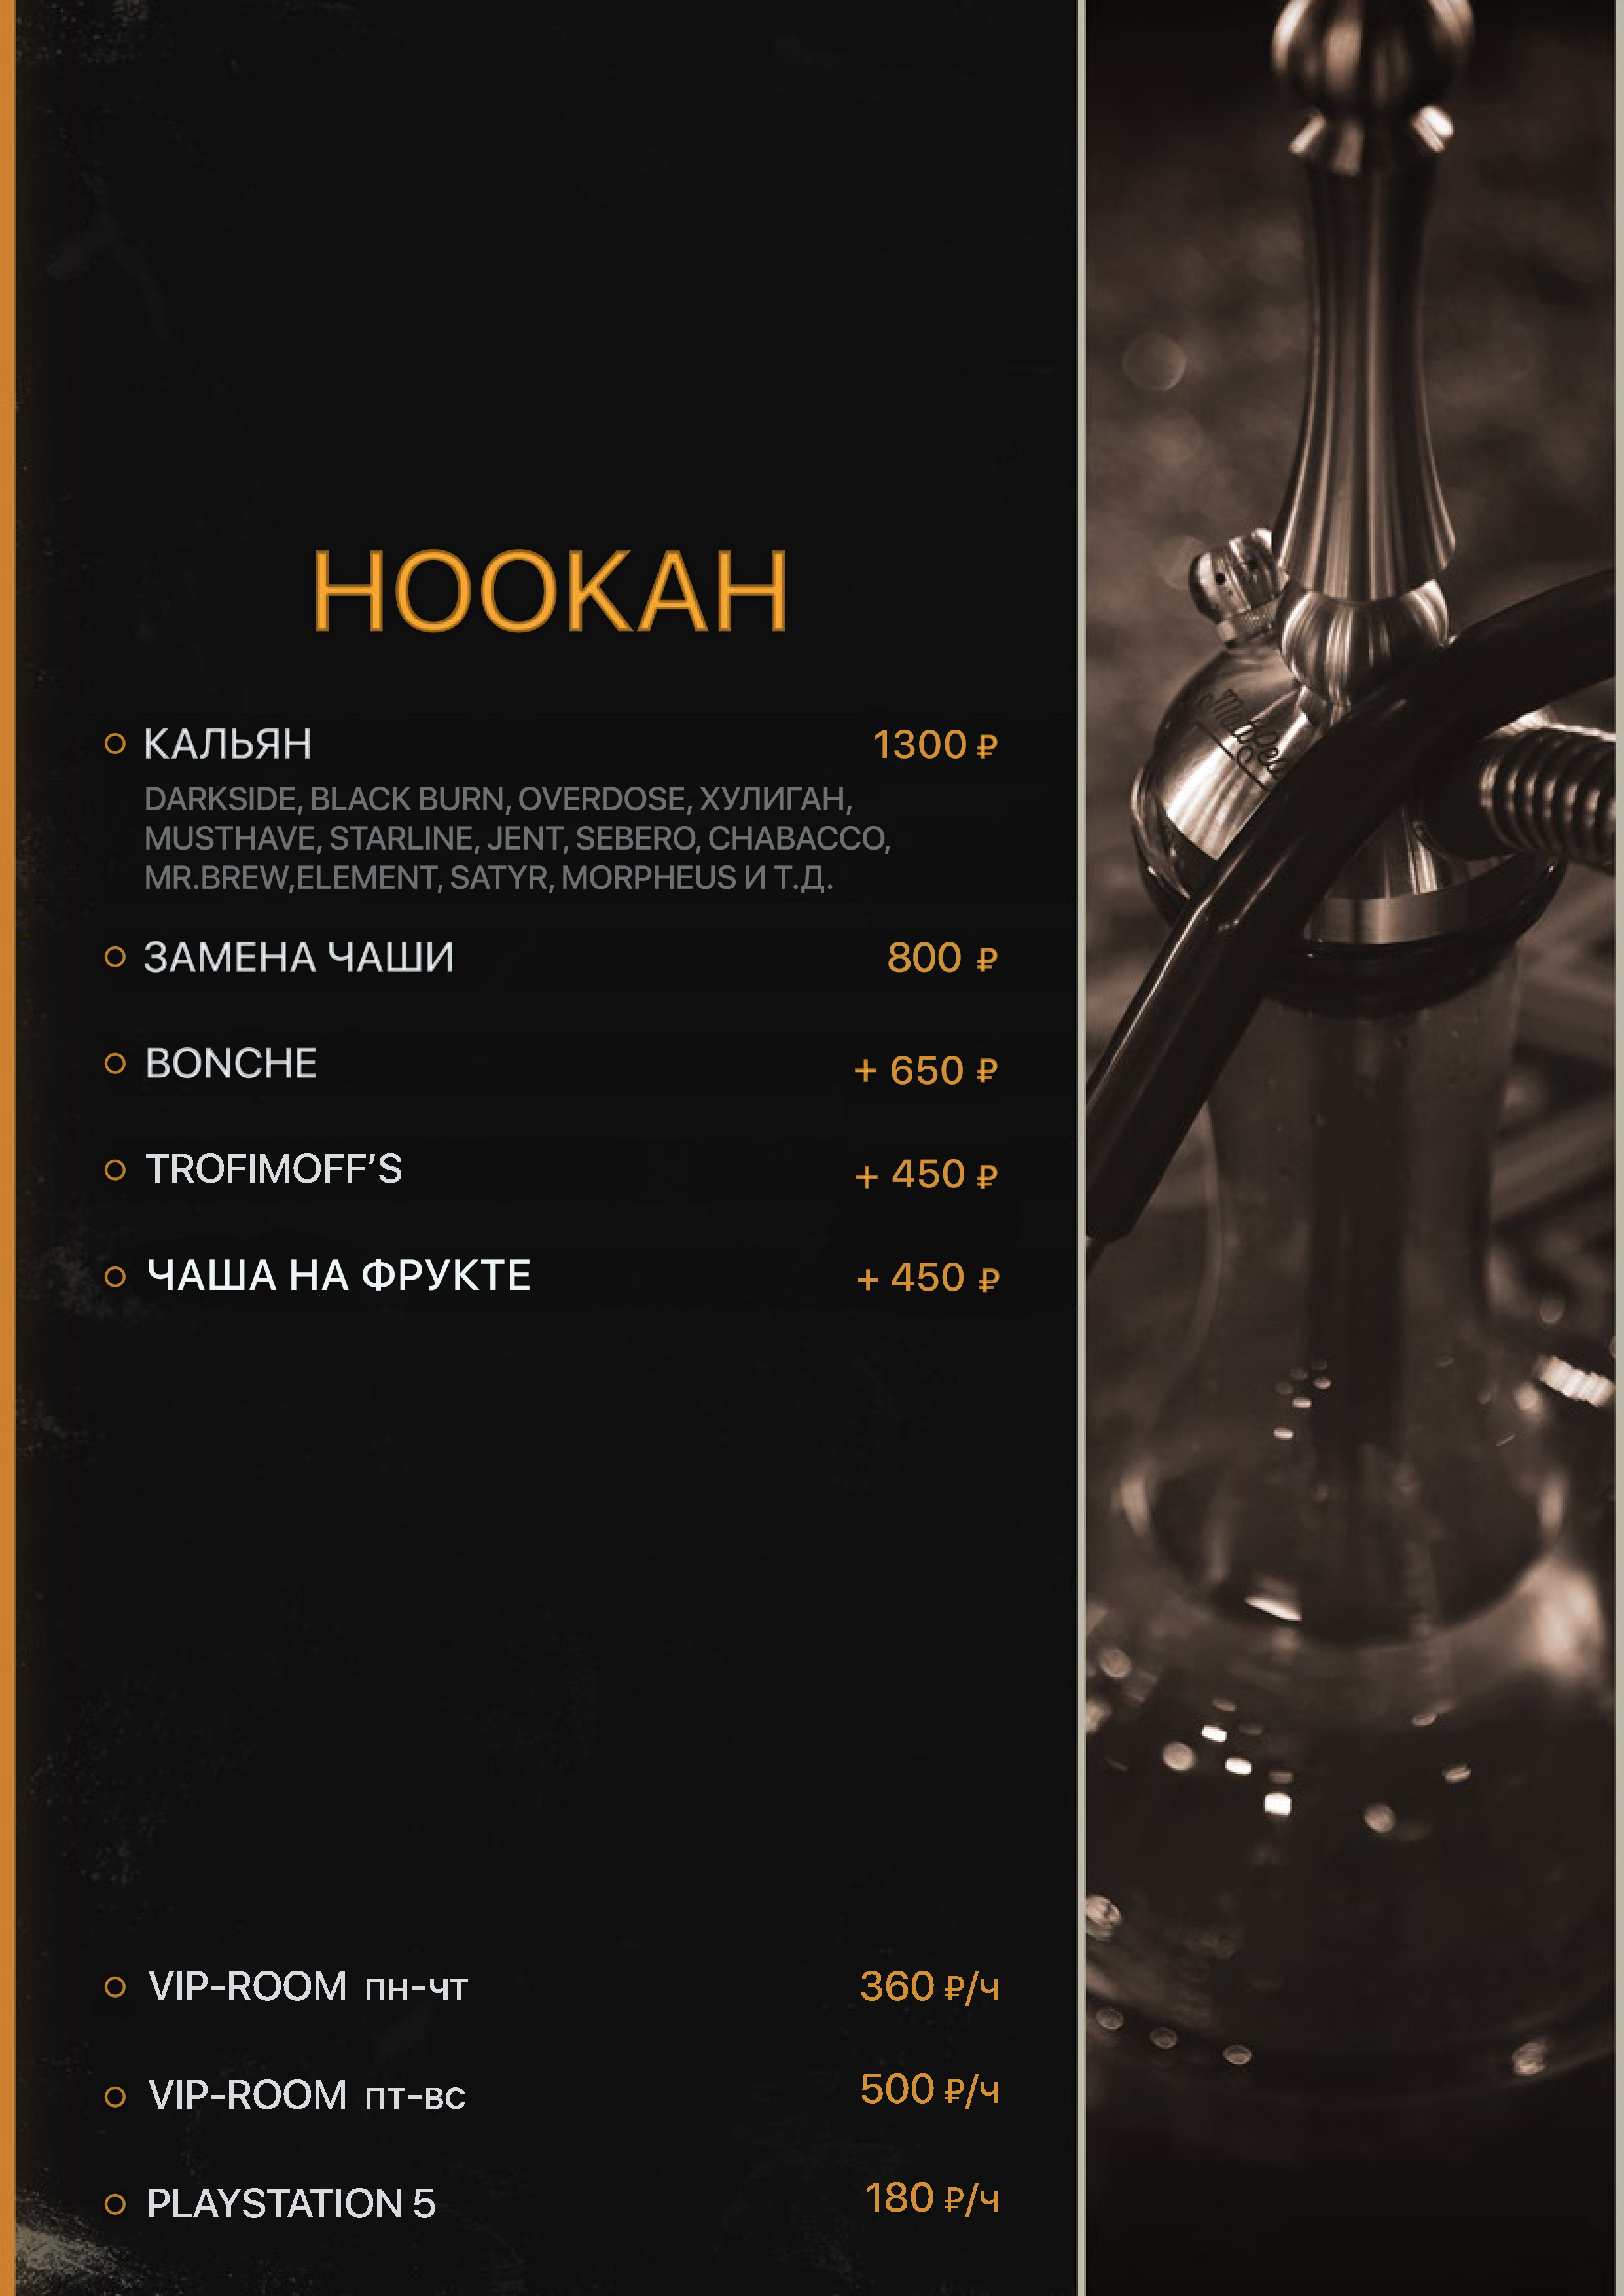 HOOKAH
КАЛЬЯН 1300 ₽
DARKSIDE, BLACK BURN, OVERDOSE, ХУЛИГАН,
MUSTHAVE, STARLINE, JENT, SEBERO, CHABACCO,
MR.BREW,ELEMENT, SATYR, MORPHEUS И Т.Д.
ЗАМЕНА ЧАШИ 800 ₽
BONCHE + 650 ₽
TROFIMOFF’S + 450 ₽
ЧАША НА ФРУКТЕ + 450 ₽
VIP-ROOM пн-чт 360 ₽/ч
VIP-ROOM пт-вс 500 ₽/ч
PLAYSTATION 5 180 ₽/ч